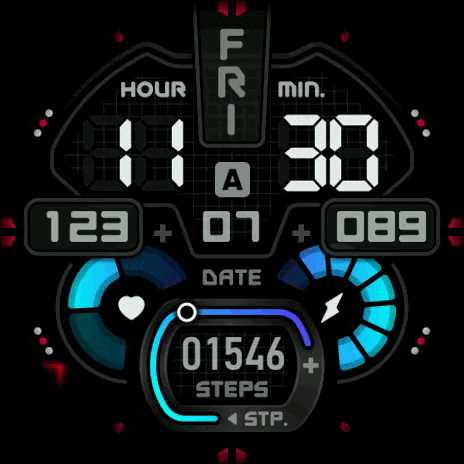 FRI
HOUR MIN.
11 30
A
123 + 07 + 089
DATE
01546 +
STEPS
STP.